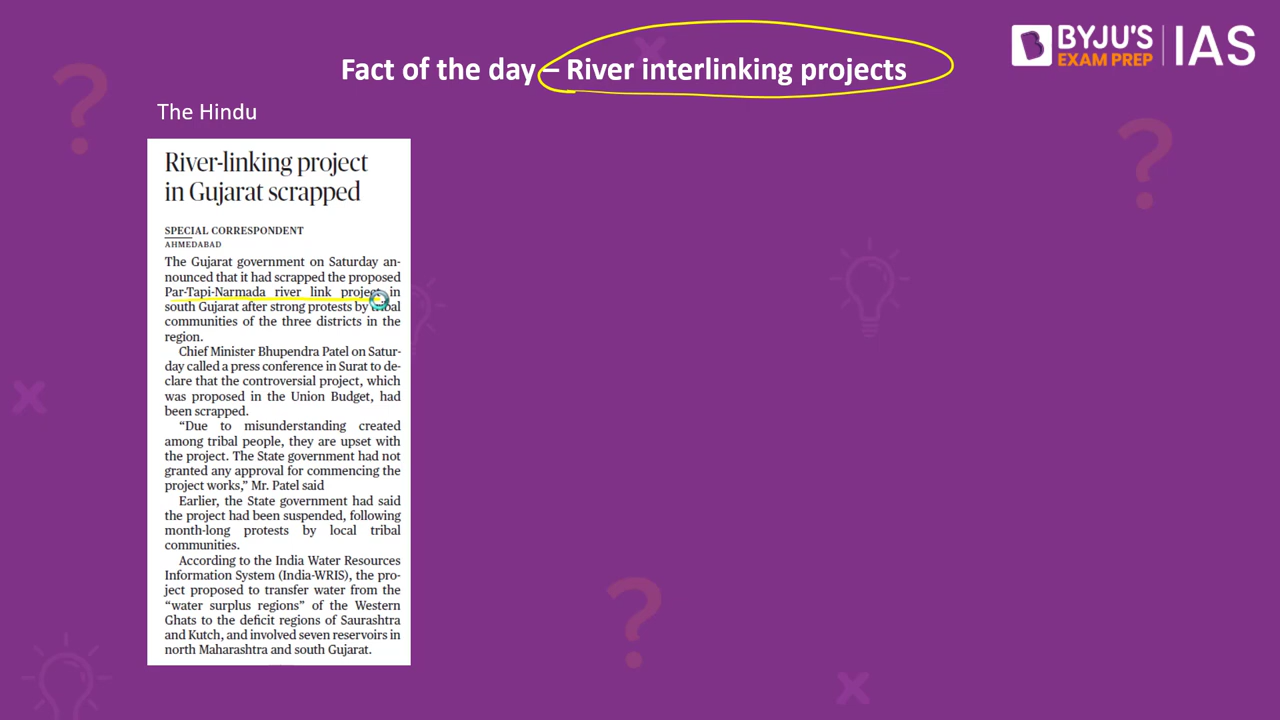 Fact of the day – River interlinking projects
BYJU'S
EXAM PREP
IAS
The Hindu
River-linking project
in Gujarat scrapped
SPECIAL CORRESPONDENT
AHMEDABAD
The Gujarat government on Saturday an-
nounced that it had scrapped the proposed
Par-Tapi-Narmada river link project in
south Gujarat after strong protests by tribal
communities of the three districts in the
region.
Chief Minister Bhupendra Patel on Satur-
day called a press conference in Surat to de-
clare that the controversial project, which
was proposed in the Union Budget, had
been scrapped.
“Due to misunderstanding created
among tribal people, they are upset with
the project. The State government had not
granted any approval for commencing the
project works,” Mr. Patel said
Earlier, the State government had said
the project had been suspended, following
month-long protests by local tribal
communities.
According to the India Water Resources
Information System (India-WRIS), the pro-
ject proposed to transfer water from the
“water surplus regions” of the Western
Ghats to the deficit regions of Saurashtra
and Kutch, and involved seven reservoirs in
north Maharashtra and south Gujarat.